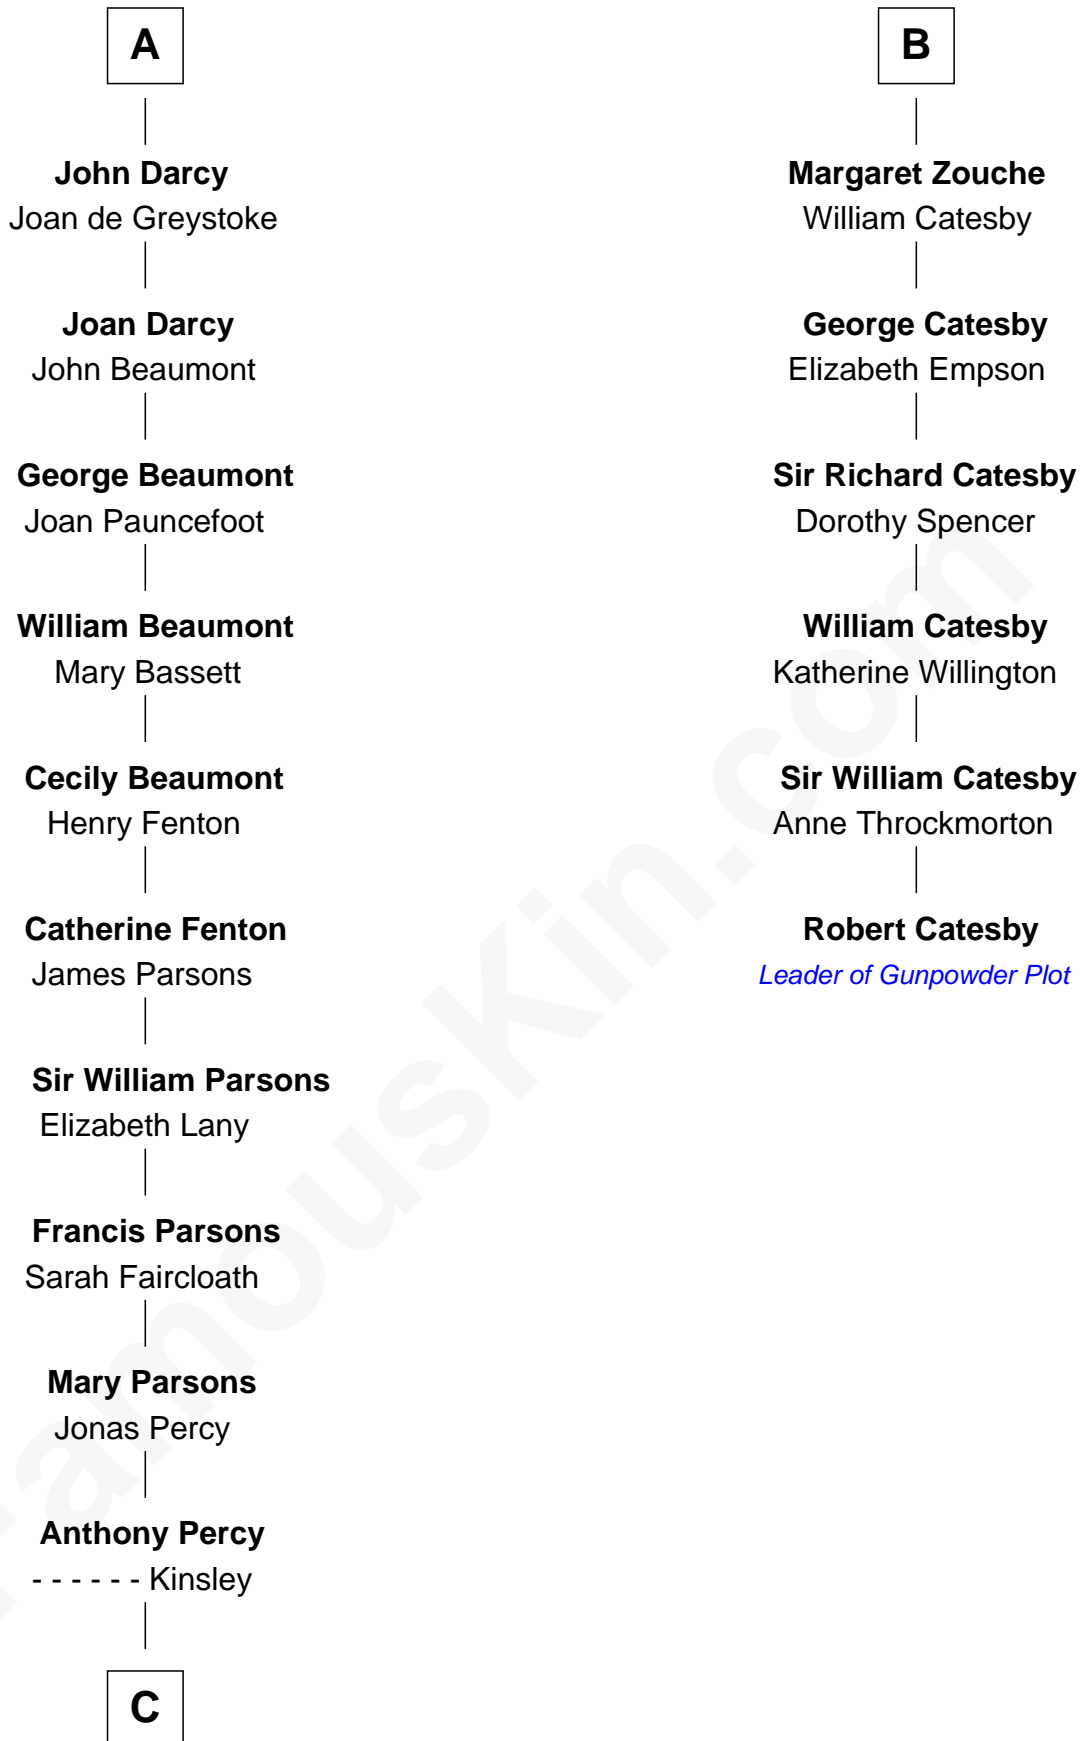 A
John Darcy
Joan de Greystoke
Joan Darcy
John Beaumont
George Beaumont
Joan Pauncefoot
William Beaumont
Mary Bassett
Cecily Beaumont
Henry Fenton
Catherine Fenton
James Parsons
Sir William Parsons
Elizabeth Lany
Francis Parsons
Sarah Faircloath
Mary Parsons
Jonas Percy
Anthony Percy
- - - - - - Kinsley
C
B
Margaret Zouche
William Catesby
George Catesby
Elizabeth Empson
Sir Richard Catesby
Dorothy Spencer
William Catesby
Katherine Willington
Sir William Catesby
Anne Throckmorton
Robert Catesby
Leader of Gunpowder Plot
FamousKin.com